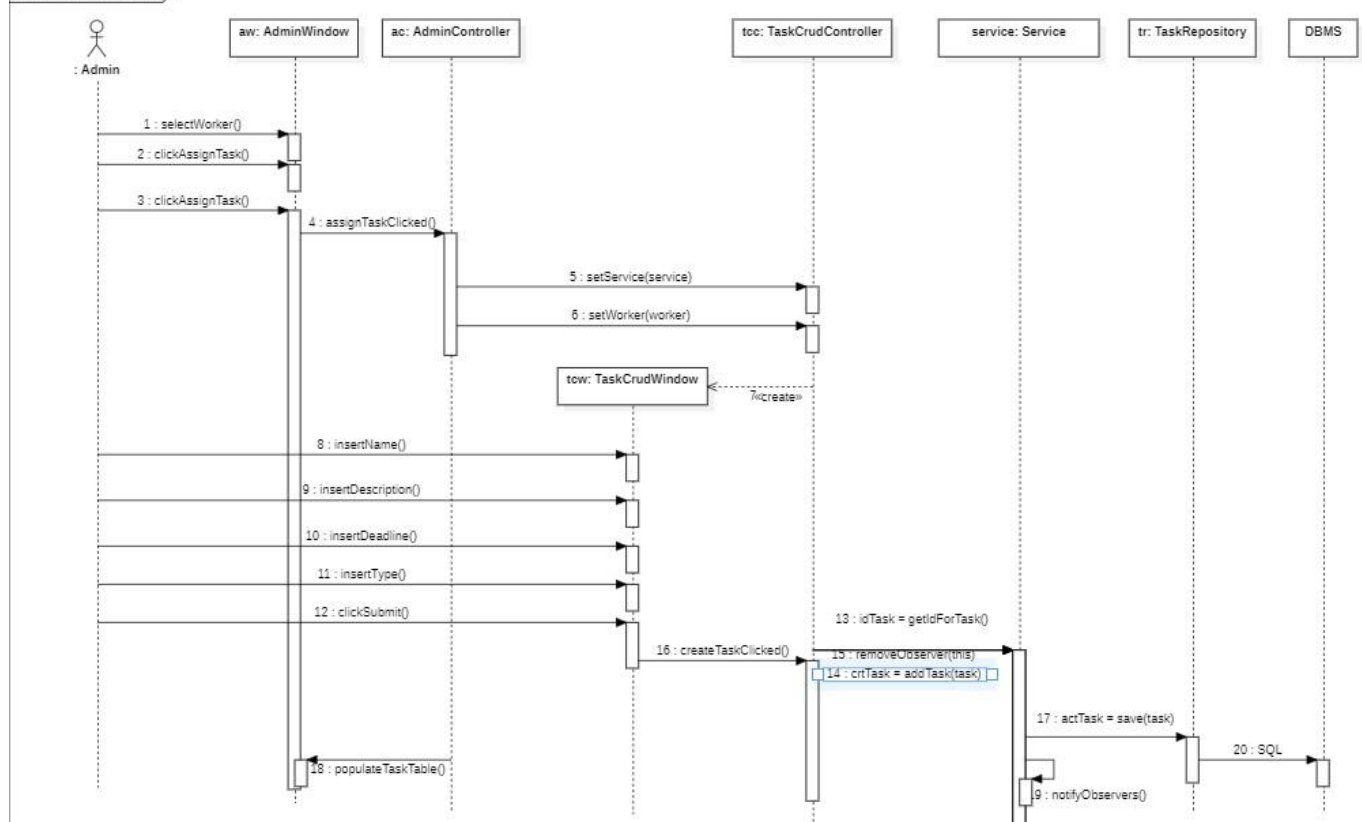 : Admin
aw: AdminWindow
ac: AdminController
tcc: TaskCrudController
service: Service
tr: TaskRepository
DBMS
1 : selectWorker()
2 : clickAssignTask()
3 : clickAssignTask()
4 : assignTaskClicked()
5 : setService(service)
6 : setWorker(worker)
tcw: TaskCrudWindow
7«create»
8 : insertName()
9 : insertDescription()
10 : insertDeadline()
11 : insertType()
12 : clickSubmit()
13 : idTask = getIdForTask()
16 : createTaskClicked()
15 : removeObserver(this)
14 : crtTask = addTask(task)
17 : actTask = save(task)
20 : SQL
18 : populateTaskTable()
9 : notifyObservers()